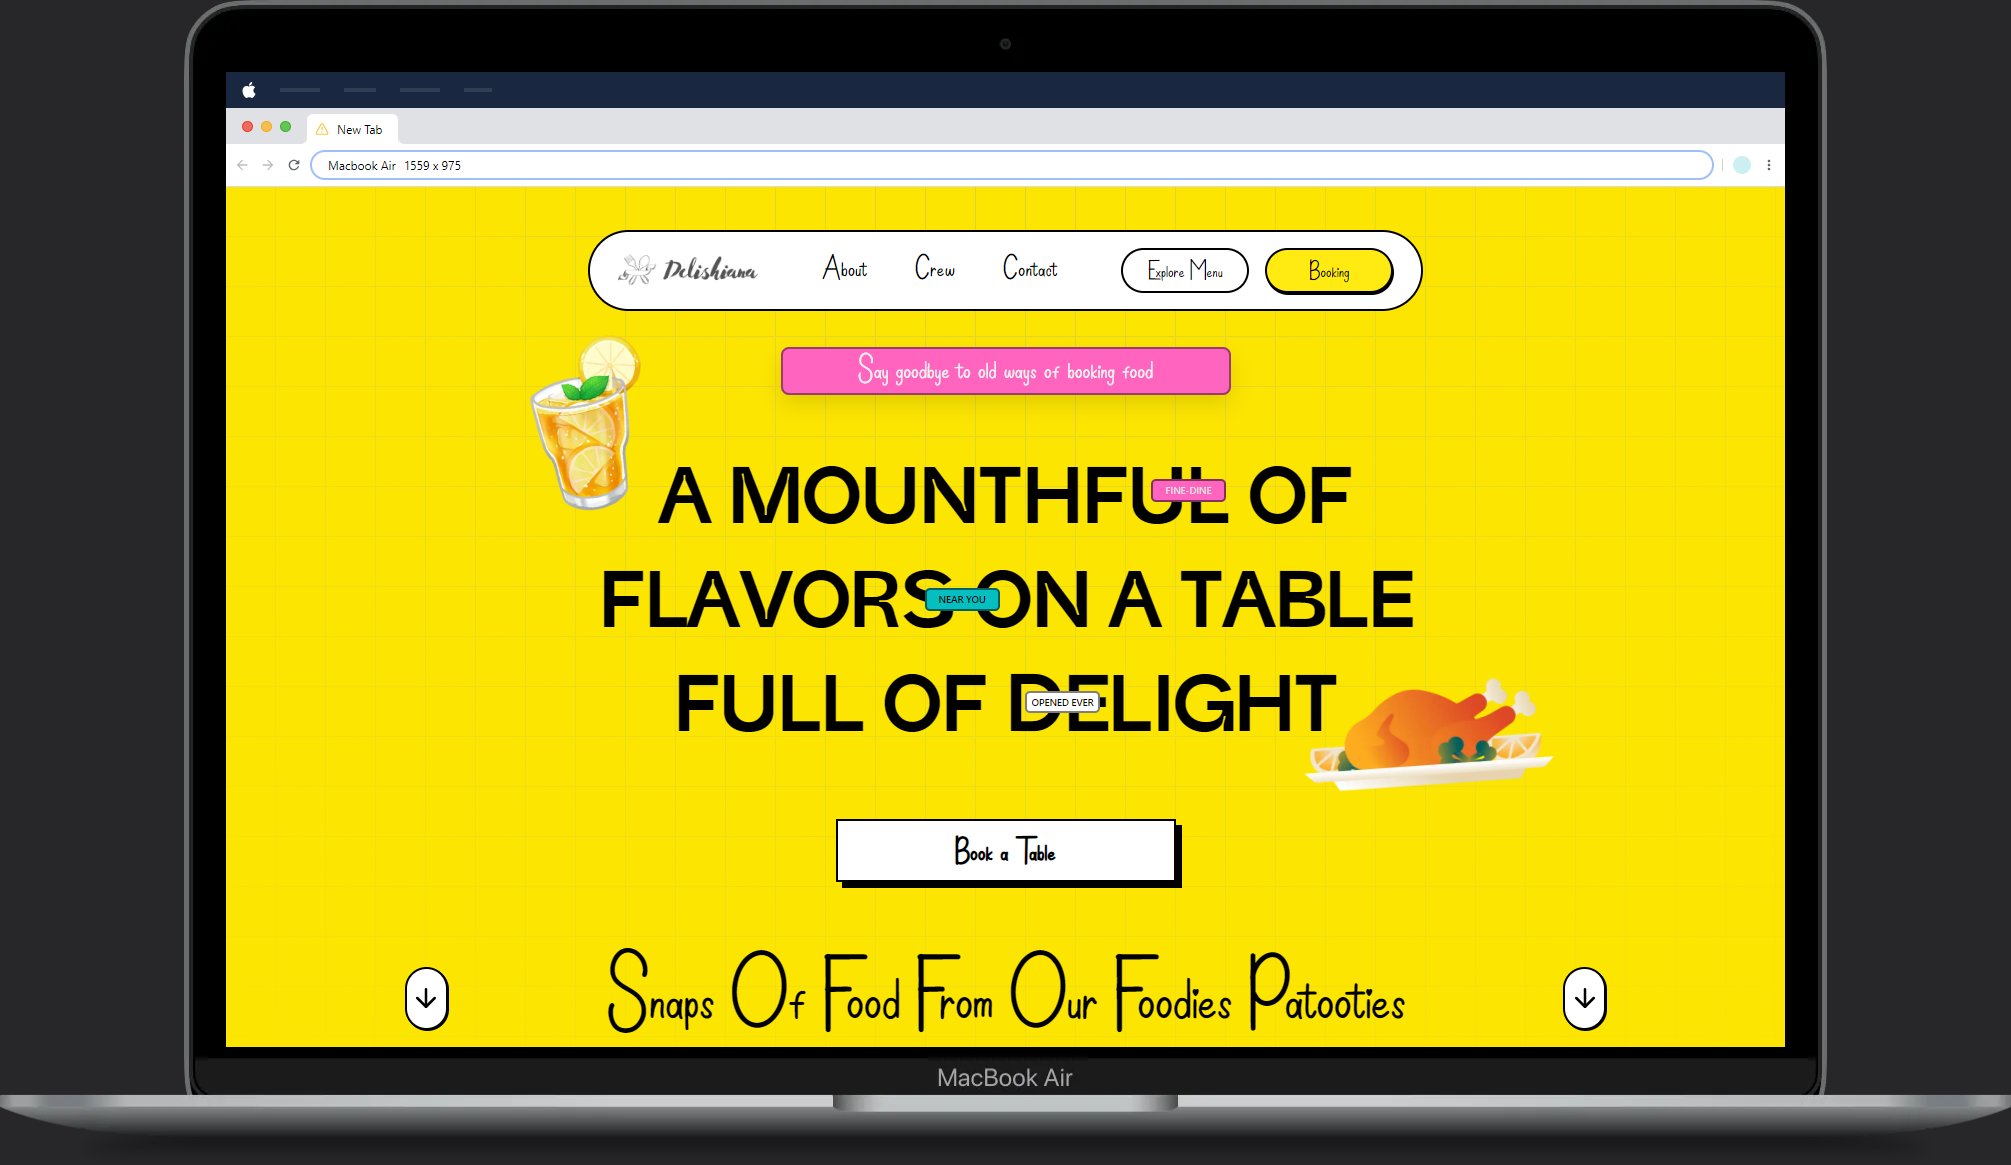 New Tab
Macbook Air 1559 x 975
Delishiana About Crew Contact Explore Menu Booking
Say goodbye to old ways of booking food
A MOUNTHFUL OF
FINE-DINE
FLAVORS ON A TABLE
NEAR YOU
FULL OF DELIGHT
OPENED EVER
Book a Table
Snaps Of Food From Our Foodies Patooties
MacBook Air